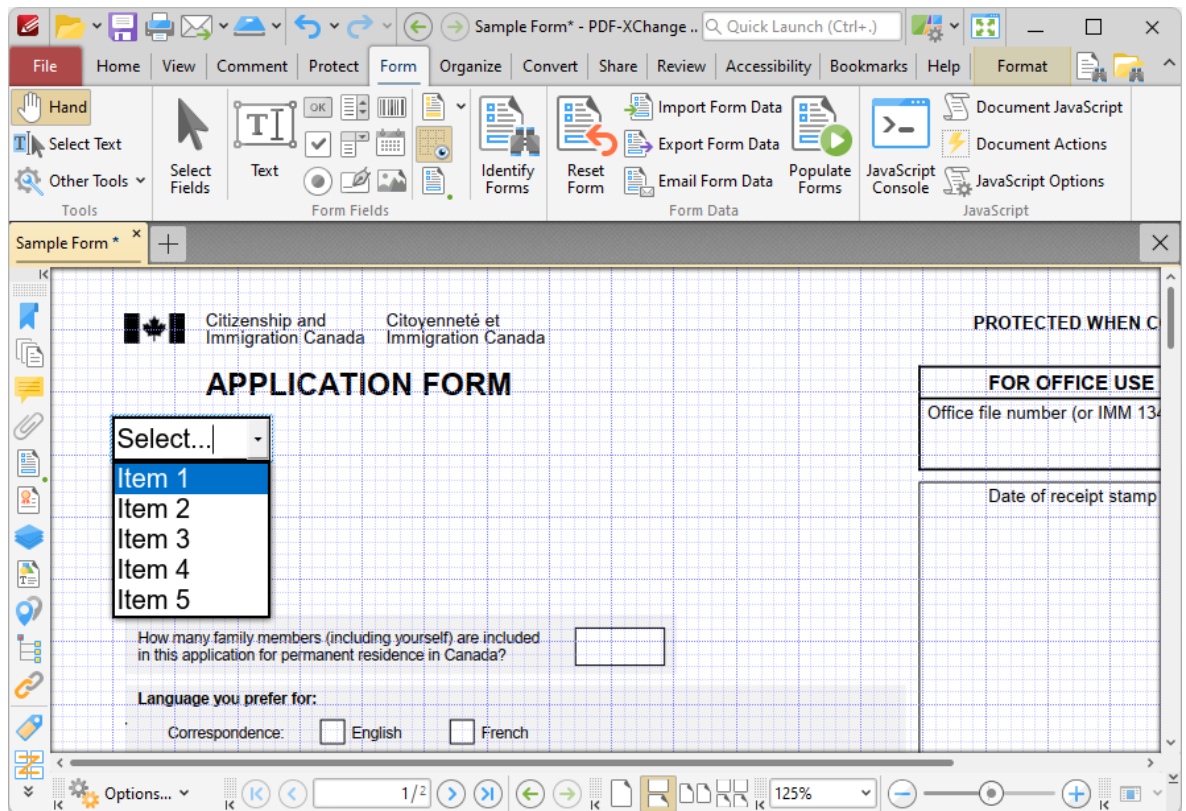 Sample Form* - PDF-XChange .. Quick Launch (Ctrl+.)
File Home View Comment Protect Form Organize Convert Share Review Accessibility Bookmarks Help Format
Hand
Select Text
Other Tools
Tools
Select Fields
Text
OK
Form Fields
Identify Forms
Reset Form
Import Form Data
Export Form Data
Email Form Data
Populate Forms
Form Data
JavaScript Console
Document JavaScript
Document Actions
JavaScript Options
JavaScript
Sample Form *
Citizenship and Immigration Canada
Citoyenneté et Immigration Canada
PROTECTED WHEN C
APPLICATION FORM
FOR OFFICE USE
Office file number (or IMM 134
Date of receipt stamp
Select...
Item 1
Item 2
Item 3
Item 4
Item 5
How many family members (including yourself) are included
in this application for permanent residence in Canada?
Language you prefer for:
Correspondence: English French
Options... 1/2 125%